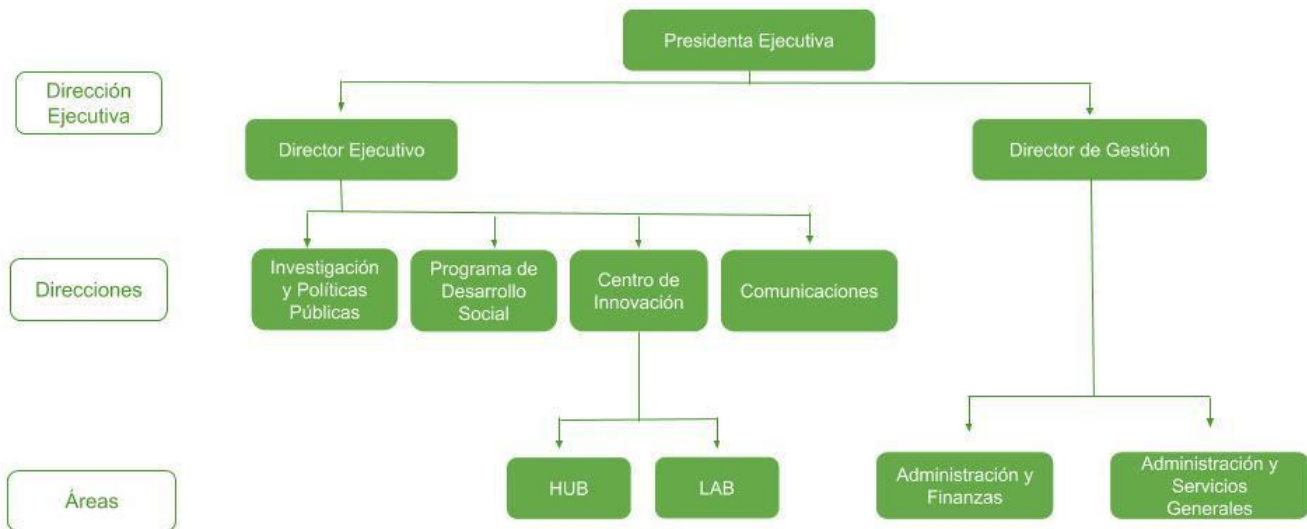 Presidenta Ejecutiva
Dirección
Ejecutiva
Director Ejecutivo
Director de Gestión
Direcciones
Investigación
y Políticas
Públicas
Programa de
Desarrollo
Social
Centro de
Innovación
Comunicaciones
Áreas
HUB
LAB
Administración y
Finanzas
Administración y
Servicios
Generales